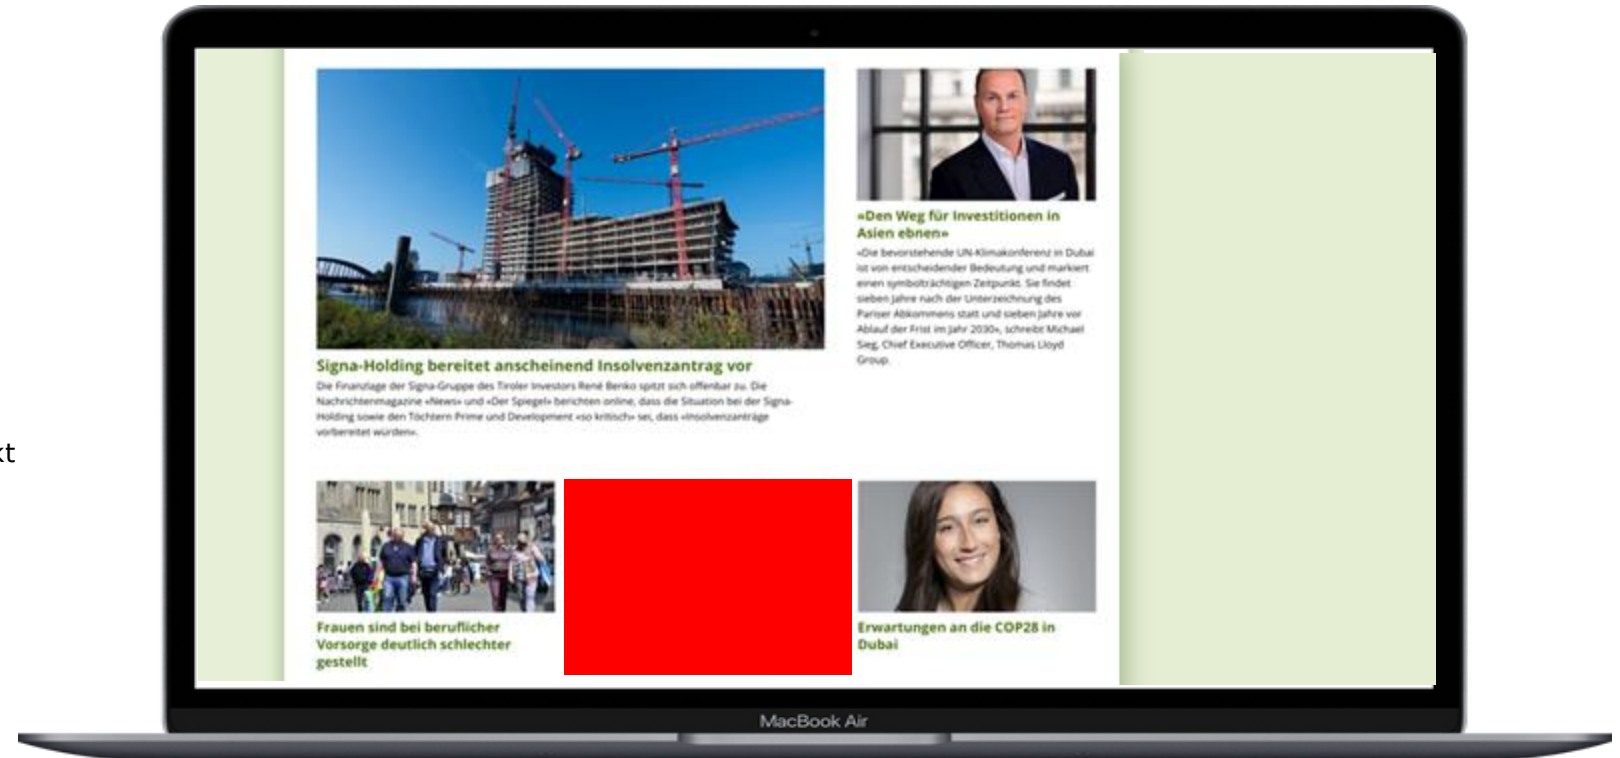 Signa-Holding bereitet anscheinend Insolvenzantrag vor
Die Finanzlage der Signa-Gruppe des Tiroler Investors René Benko spitzt sich offenbar zu. Die
Nachrichtenmagazine «News» und «Der Spiegel» berichten online, dass die Situation bei der Signa-
Holding sowie den Töchtern Prime und Development «so kritisch» sei, dass «Insolvenzanträge
vorbereitet würden».
«Den Weg für Investitionen in
Asien ebnen»
«Die bevorstehende UN-Klimakonferenz in Dubai
ist von entscheidender Bedeutung und markiert
einen symbolträchtigen Zeitpunkt. Sie findet
sieben Jahre nach der Unterzeichnung des
Pariser Abkommens statt und sieben Jahre vor
Ablauf der Frist im Jahr 2030», schreibt Michael
Sieg, Chief Executive Officer, Thomas Lloyd
Group.
kt
Frauen sind bei beruflicher
Vorsorge deutlich schlechter
gestellt
Erwartungen an die COP28 in
Dubai
MacBook Air